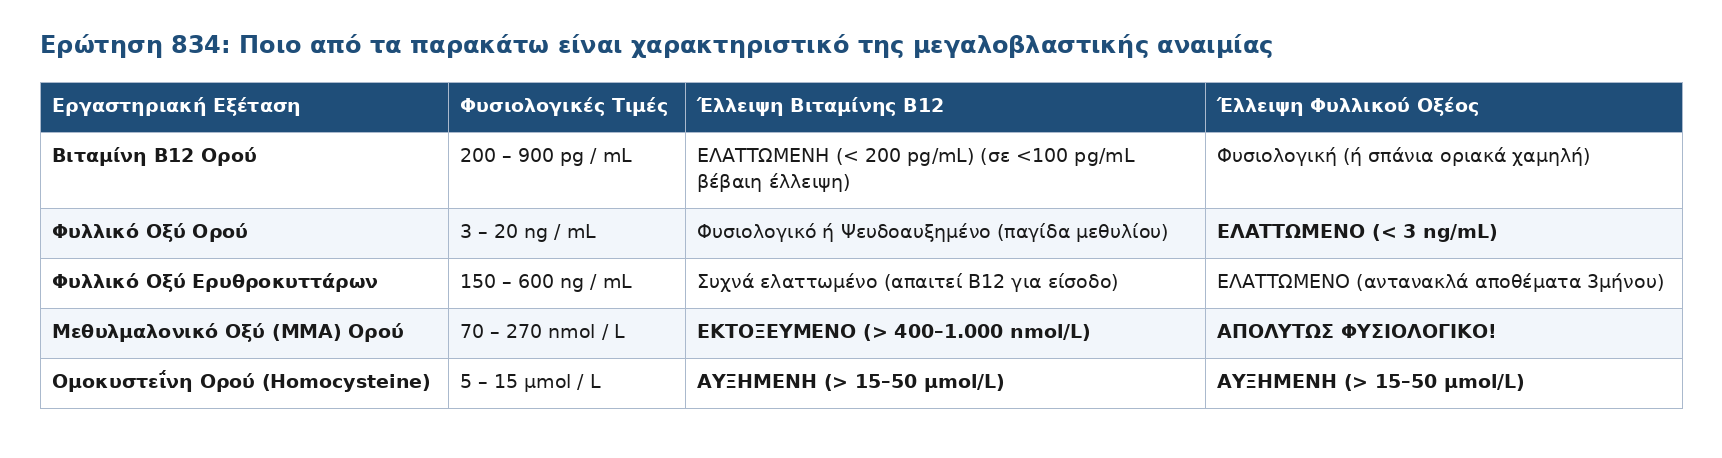 Ερώτηση 834: Ποιο από τα παρακάτω είναι χαρακτηριστικό της μεγαλοβλαστικής αναιμίας
Εργαστηριακή Εξέταση Φυσιολογικές Τιμές Έλλειψη Βιταμίνης B12 Έλλειψη Φυλλικού Οξέος
Βιταμίνη B12 Ορού 200 – 900 pg / mL ΕΛΑΤΤΩΜΕΝΗ (< 200 pg/mL) (σε <100 pg/mL Φυσιολογική (ή σπάνια οριακά χαμηλή)
βέβαιη έλλειψη)
Φυλλικό Οξύ Ορού 3 – 20 ng / mL Φυσιολογικό ή Ψευδοαυξημένο (παγίδα μεθυλίου) ΕΛΑΤΤΩΜΕΝΟ (< 3 ng/mL)
Φυλλικό Οξύ Ερυθροκυττάρων 150 – 600 ng / mL Συχνά ελαττωμένο (απαιτεί B12 για είσοδο) ΕΛΑΤΤΩΜΕΝΟ (αντανακλά αποθέματα 3μήνου)
Μεθυλμαλονικό Οξύ (MMA) Ορού 70 – 270 nmol / L ΕΚΤΟΞΕΥΜΕΝΟ (> 400–1.000 nmol/L) ΑΠΟΛΥΤΩΣ ΦΥΣΙΟΛΟΓΙΚΟ!
Ομοκυστεΐνη Ορού (Homocysteine) 5 – 15 μmol / L ΑΥΞΗΜΕΝΗ (> 15–50 μmol/L) ΑΥΞΗΜΕΝΗ (> 15–50 μmol/L)